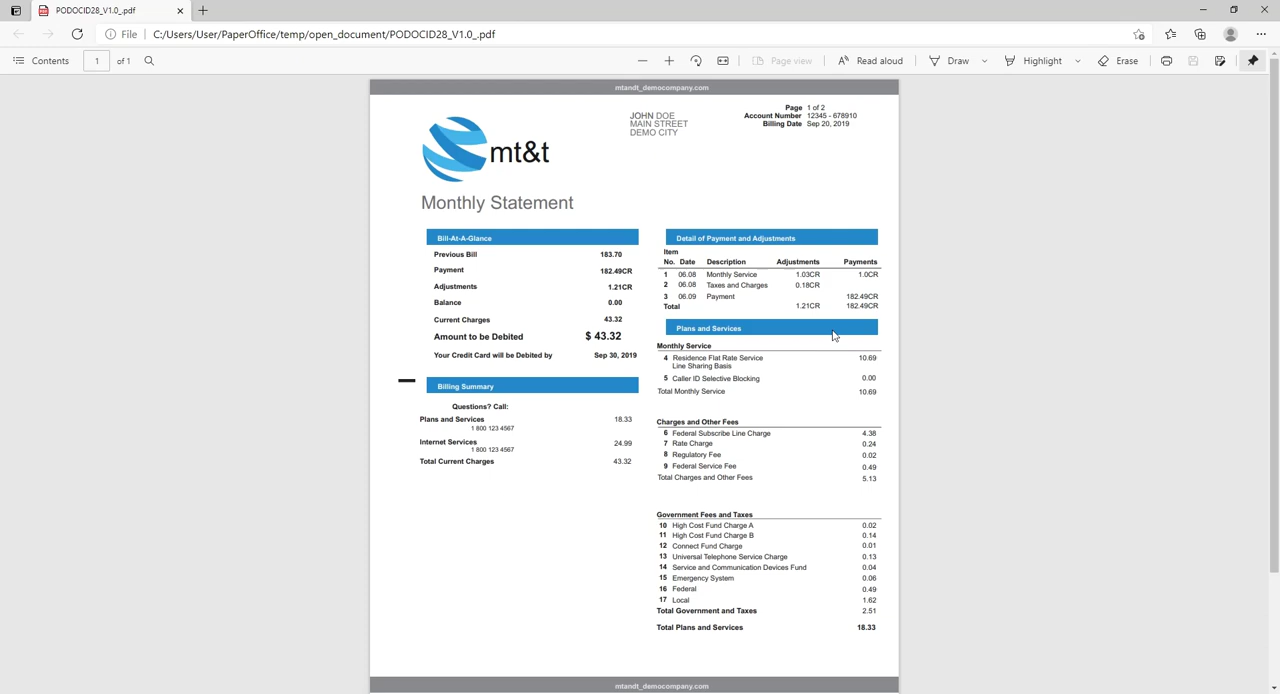 PODOCID28_V1.0_.pdf
File
C:/Users/User/PaperOffice/temp/open_document/PODOCID28_V1.0_.pdf
Contents
1 of 1
Page view
Read aloud
Draw
Highlight
Erase
mtandt_democompany.com
mt&t
JOHN DOE
MAIN STREET
DEMO CITY
Page 1 of 2
Account Number 12345 - 678910
Billing Date Sep 20, 2019
Monthly Statement
Bill-At-A-Glance
Previous Bill 183.70
Payment 182.49CR
Adjustments 1.21CR
Balance 0.00
Current Charges 43.32
Amount to be Debited $ 43.32
Your Credit Card will be Debited by Sep 30, 2019
Billing Summary
Questions? Call:
Plans and Services 18.33
1 800 123 4567
Internet Services 24.99
1 800 123 4567
Total Current Charges 43.32
Detail of Payment and Adjustments
Item
No. Date Description Adjustments Payments
1 06.08 Monthly Service 1.03CR 1.0CR
2 06.08 Taxes and Charges 0.18CR
3 06.09 Payment 182.49CR
Total 1.21CR 182.49CR
Plans and Services
Monthly Service
4 Residence Flat Rate Service 10.69
Line Sharing Basis
5 Caller ID Selective Blocking 0.00
Total Monthly Service 10.69
Charges and Other Fees
6 Federal Subscribe Line Charge 4.38
7 Rate Charge 0.24
8 Regulatory Fee 0.02
9 Federal Service Fee 0.49
Total Charges and Other Fees 5.13
Government Fees and Taxes
10 High Cost Fund Charge A 0.02
11 High Cost Fund Charge B 0.14
12 Connect Fund Charge 0.01
13 Universal Telephone Service Charge 0.13
14 Service and Communication Devices Fund 0.04
15 Emergency System 0.06
16 Federal 0.49
17 Local 1.62
Total Government and Taxes 2.51
Total Plans and Services 18.33
mtandt_democompany.com